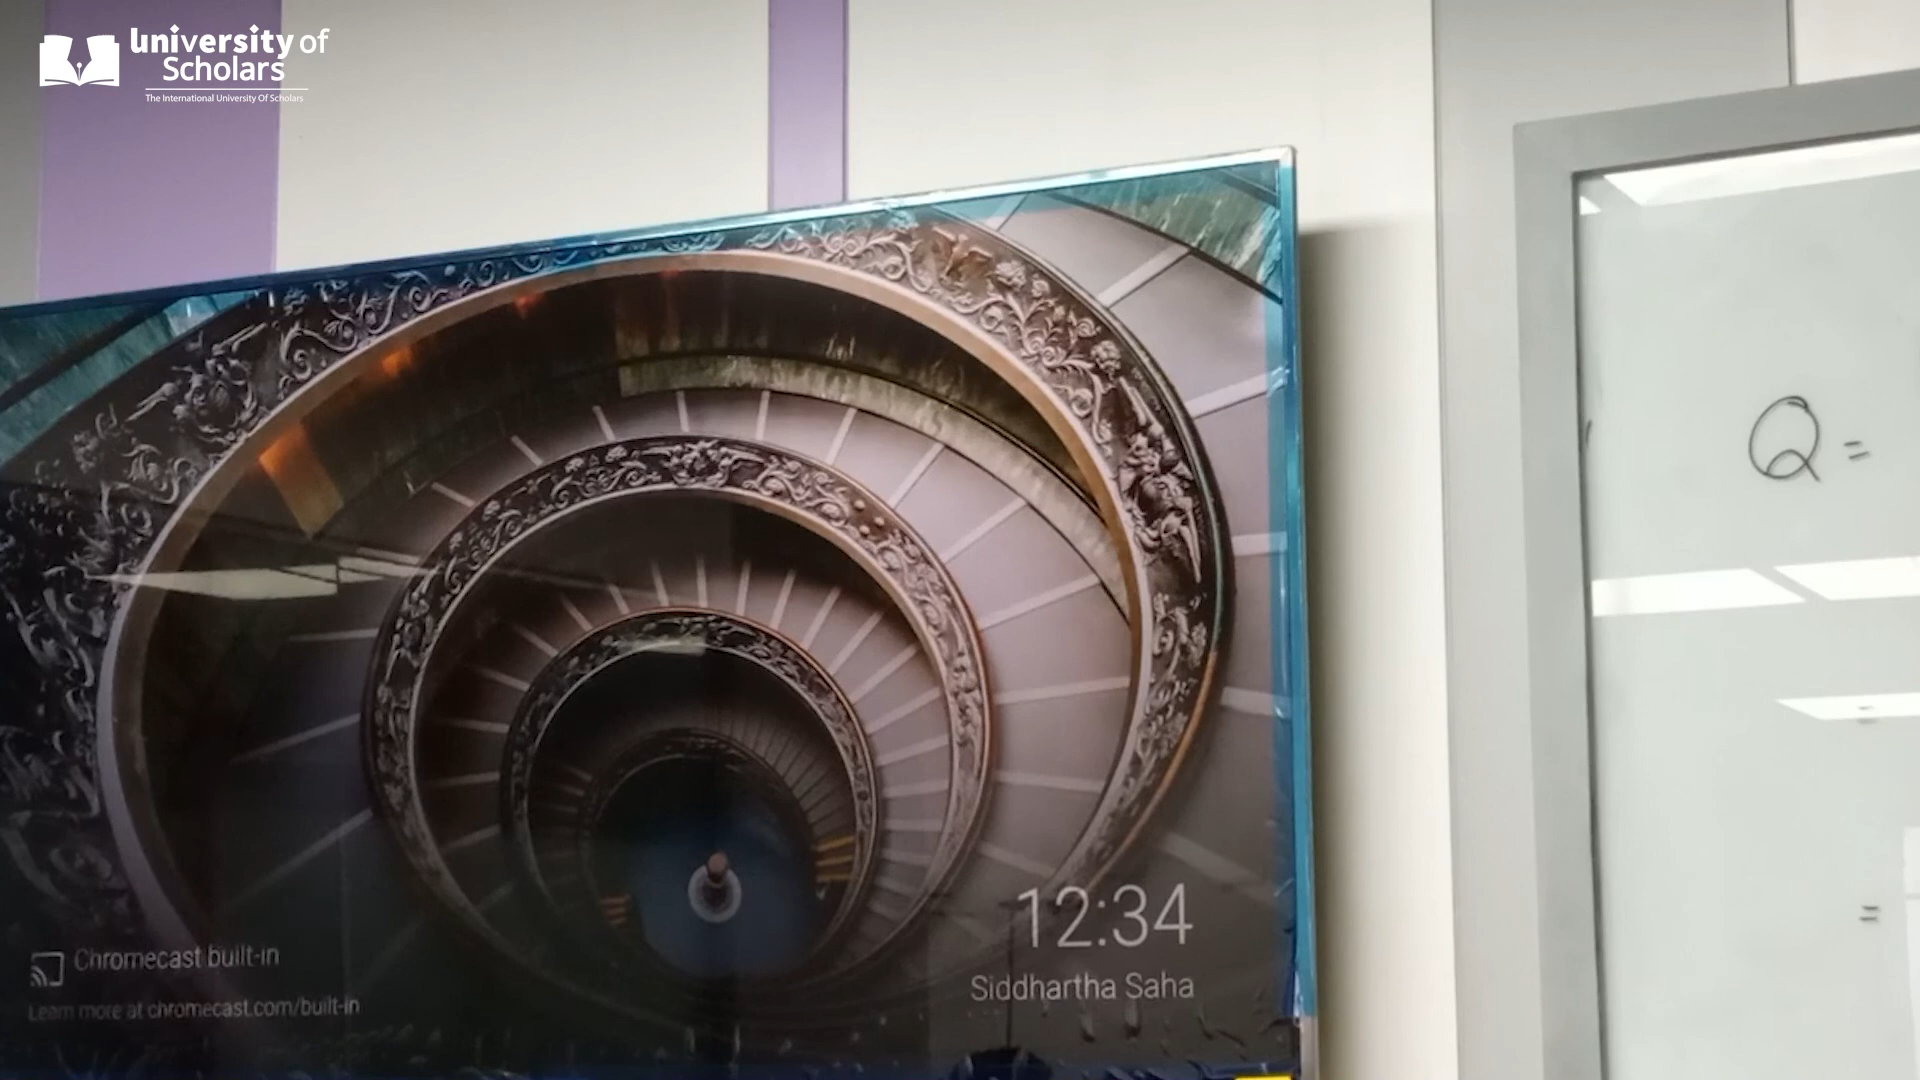 University of
Scholars
The International University Of Scholars
Q =
=
12:34
Siddhartha Saha
Chromecast built-in
Learn more at chromecast.com/built-in